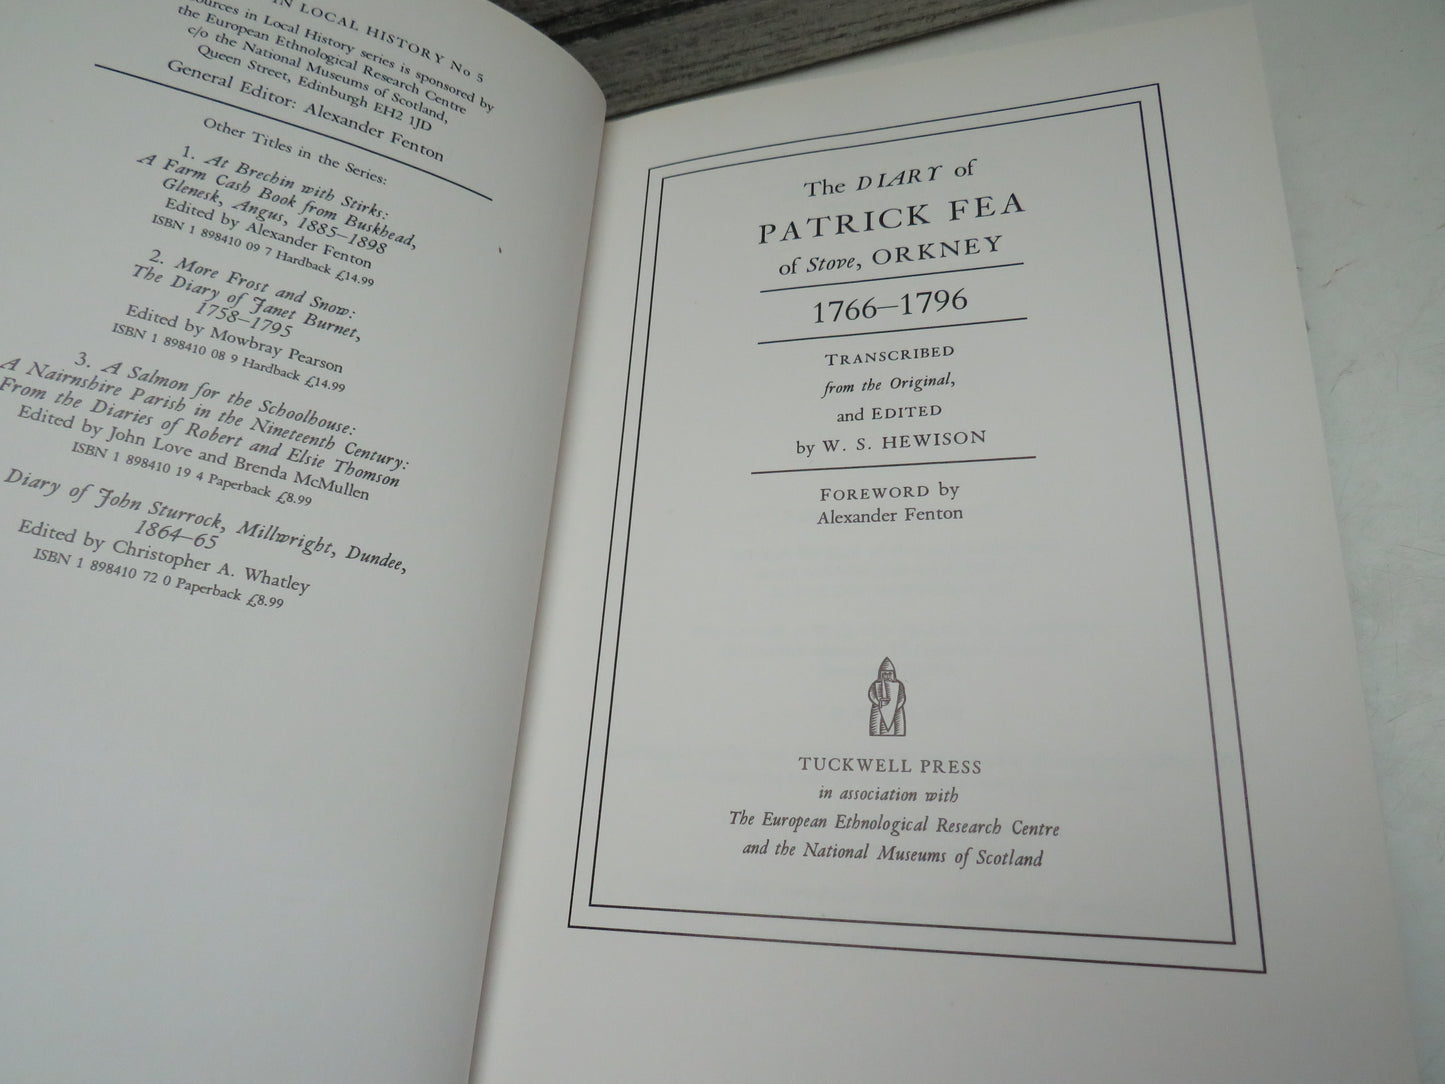 IN LOCAL HISTORY No 5
Sources in Local History series is sponsored by
the European Ethnological Research Centre
c/o the National Museums of Scotland,
Queen Street, Edinburgh EH2 1JD
General Editor: Alexander Fenton
Other Titles in the Series:
1. At Brechin with Stirks:
A Farm Cash Book from Buskhead,
Glenesk, Angus, 1885–1898
Edited by Alexander Fenton
ISBN 1 898410 09 7 Hardback £14.99
2. More Frost and Snow:
The Diary of Janet Burnet,
1758–1795
Edited by Mowbray Pearson
ISBN 1 898410 08 9 Hardback £14.99
3. A Salmon for the Schoolhouse:
A Nairnshire Parish in the Nineteenth Century:
From the Diaries of Robert and Elsie Thomson
Edited by John Love and Brenda McMullen
ISBN 1 898410 19 4 Paperback £8.99
Diary of John Sturrock, Millwright, Dundee,
1864–65
Edited by Christopher A. Whatley
ISBN 1 898410 72 0 Paperback £8.99
The DIARY of
PATRICK FEA
of Stove, ORKNEY
1766–1796
TRANSCRIBED
from the Original,
and EDITED
by W. S. HEWISON
FOREWORD by
Alexander Fenton
TUCKWELL PRESS
in association with
The European Ethnological Research Centre
and the National Museums of Scotland